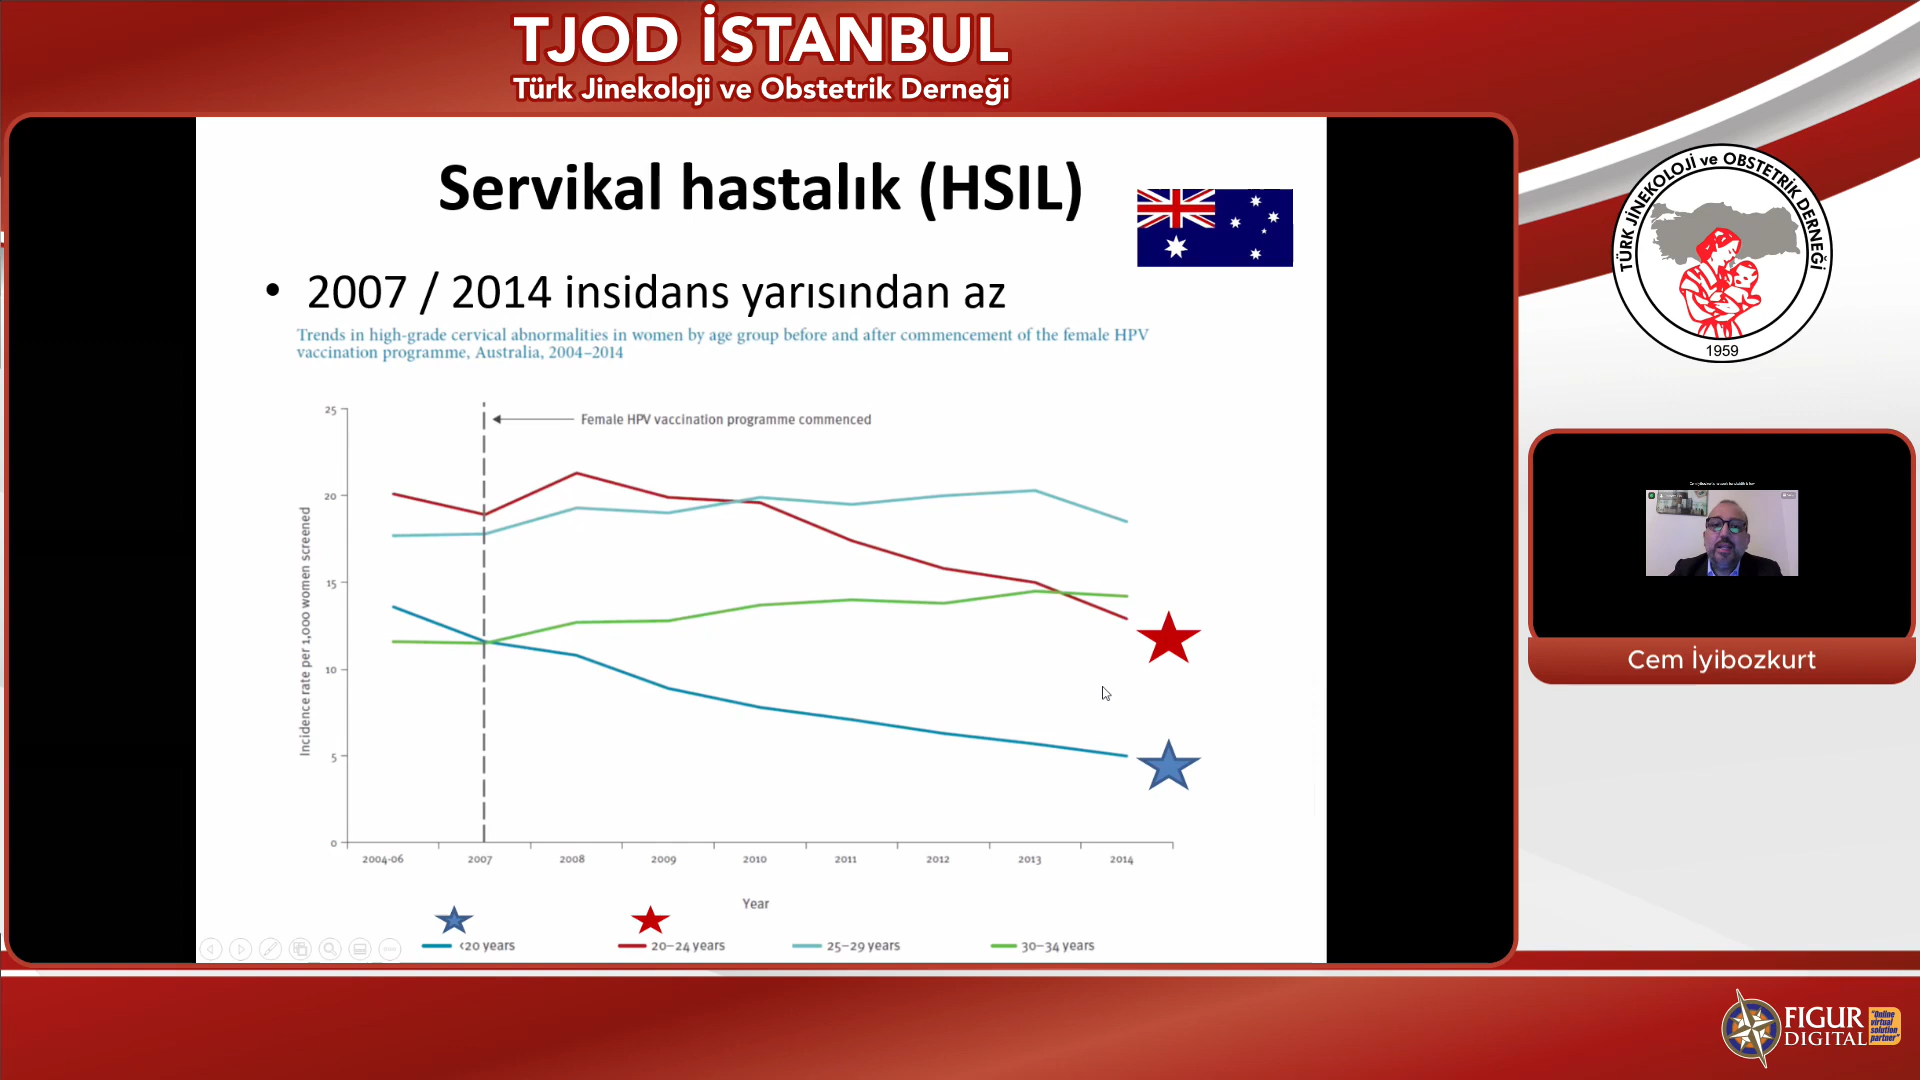 TJOD İSTANBUL
Türk Jinekoloji ve Obstetrik Derneği
Servikal hastalık (HSIL)
• 2007 / 2014 insidans yarısından az
Trends in high-grade cervical abnormalities in women by age group before and after commencement of the female HPV
vaccination programme, Australia, 2004–2014
Female HPV vaccination programme commenced
Incidence rate per 1,000 women screened
25
20
15
10
5
0
2004-06 2007 2008 2009 2010 2011 2012 2013 2014
Year
<20 years 20–24 years 25–29 years 30–34 years
TÜRK JİNEKOLOJİ ve OBSTETRİK DERNEĞİ
1959
Cem İyibozkurt
FIGUR
DIGITAL
"Online
virtual
solution
partner"